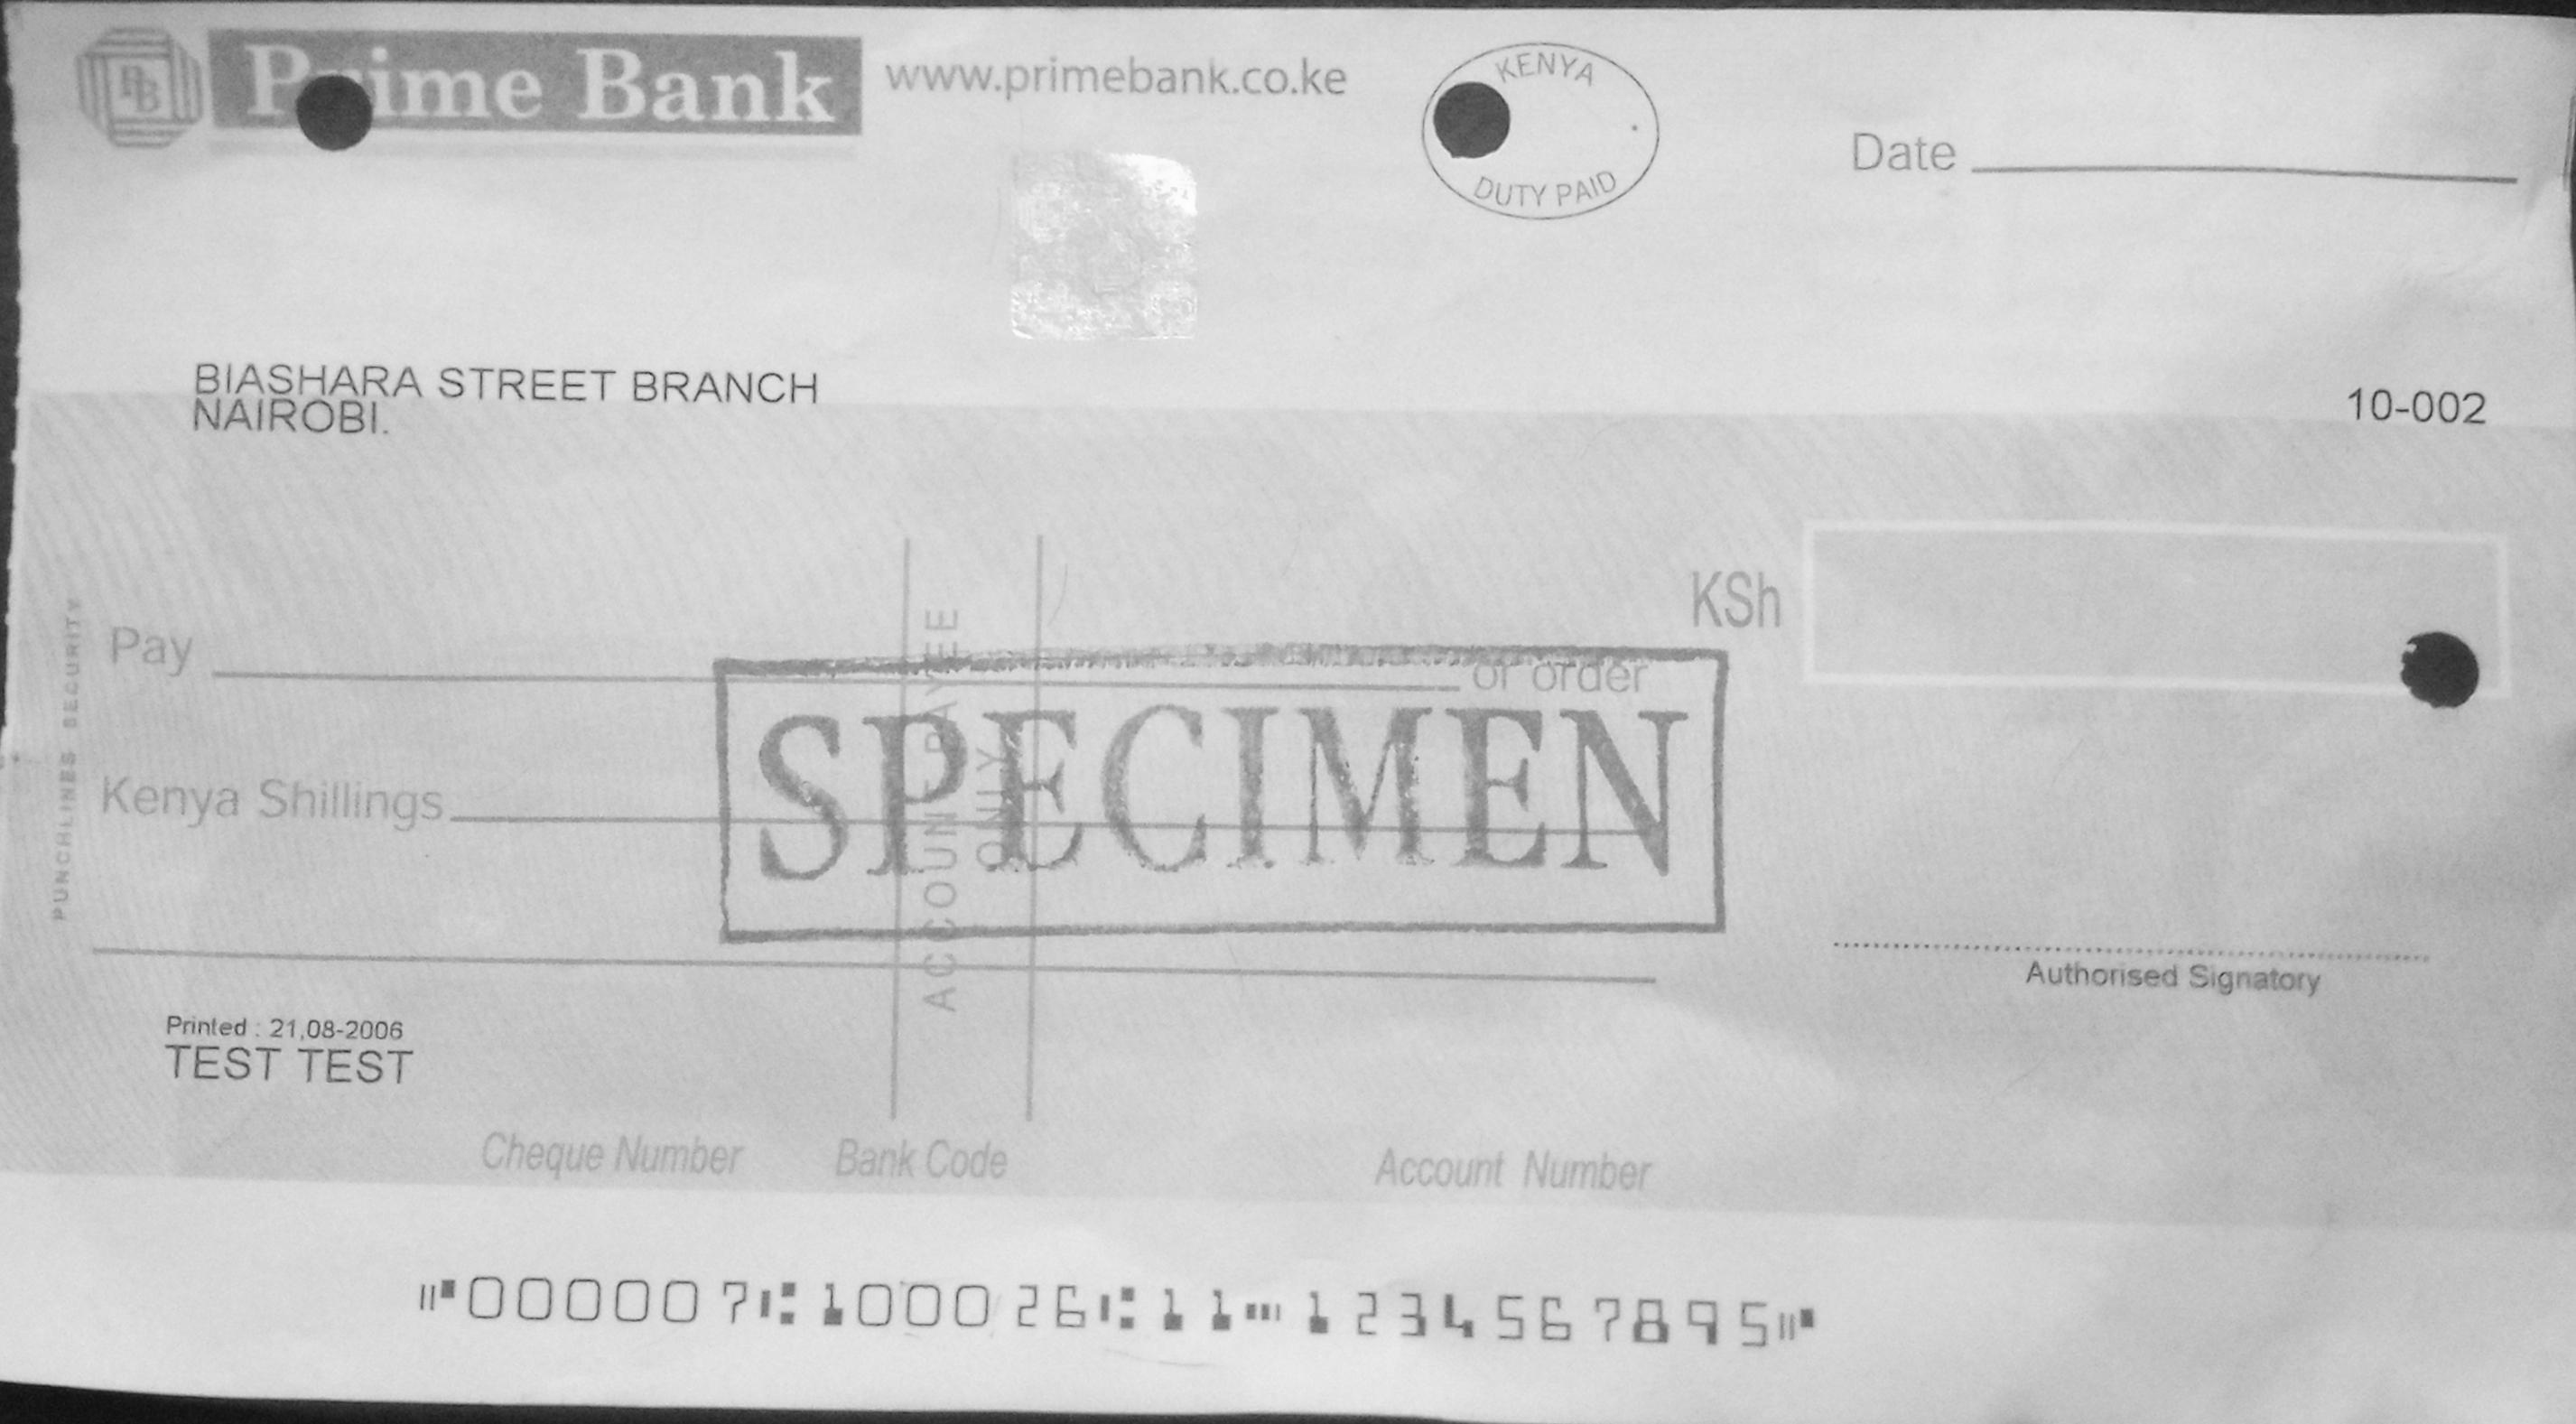 Prime Bank www.primebank.co.ke
PB
KENYA
DUTY PAID
Date
BIASHARA STREET BRANCH
NAIROBI.
10-002
KSh
Pay or order
SPECIMEN
ACCOUNT PAYEE
ONLY
Kenya Shillings
PUNCHLINES SECURITY
Authorised Signatory
Printed : 21,08-2006
TEST TEST
Cheque Number Bank Code Account Number
⑈000007⑆100026⑆11⑉1234567895⑈